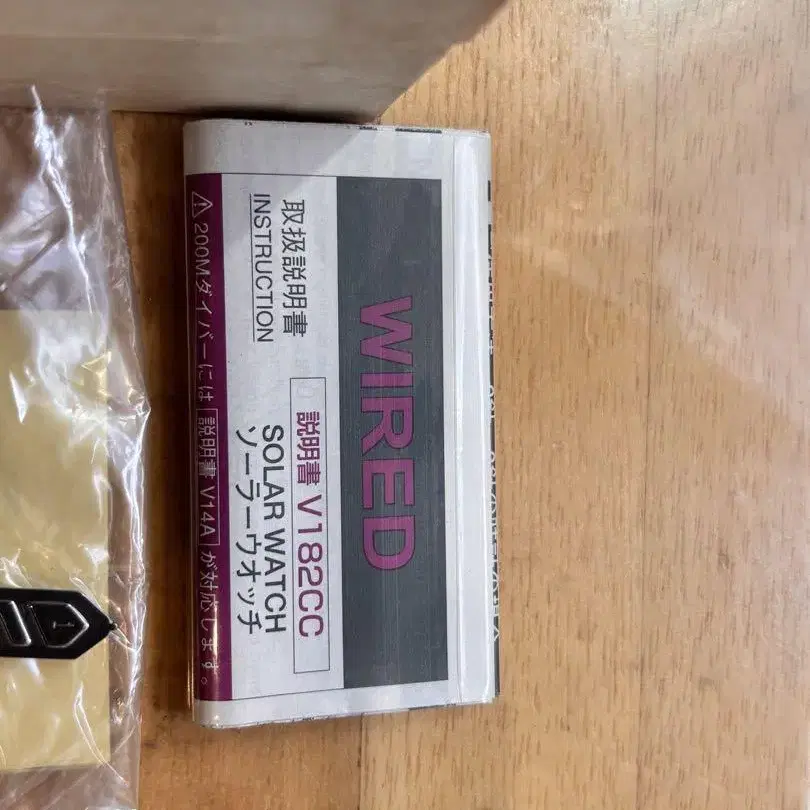 WIRED
取扱説明書
INSTRUCTION
説明書 V182CC
SOLAR WATCH
ソーラーウオッチ
⚠ 200Mダイバーには 説明書 V14A が対応します。
1